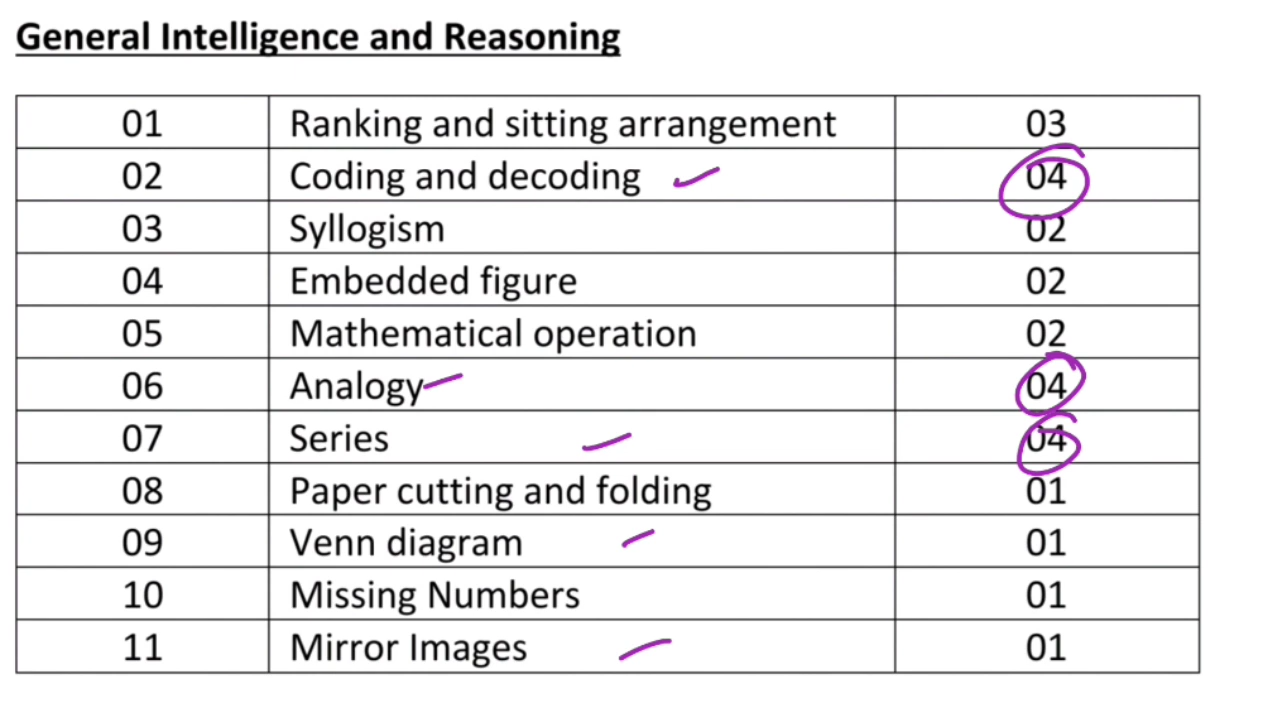 General Intelligence and Reasoning
01 Ranking and sitting arrangement 03
02 Coding and decoding 04
03 Syllogism 02
04 Embedded figure 02
05 Mathematical operation 02
06 Analogy 04
07 Series 04
08 Paper cutting and folding 01
09 Venn diagram 01
10 Missing Numbers 01
11 Mirror Images 01